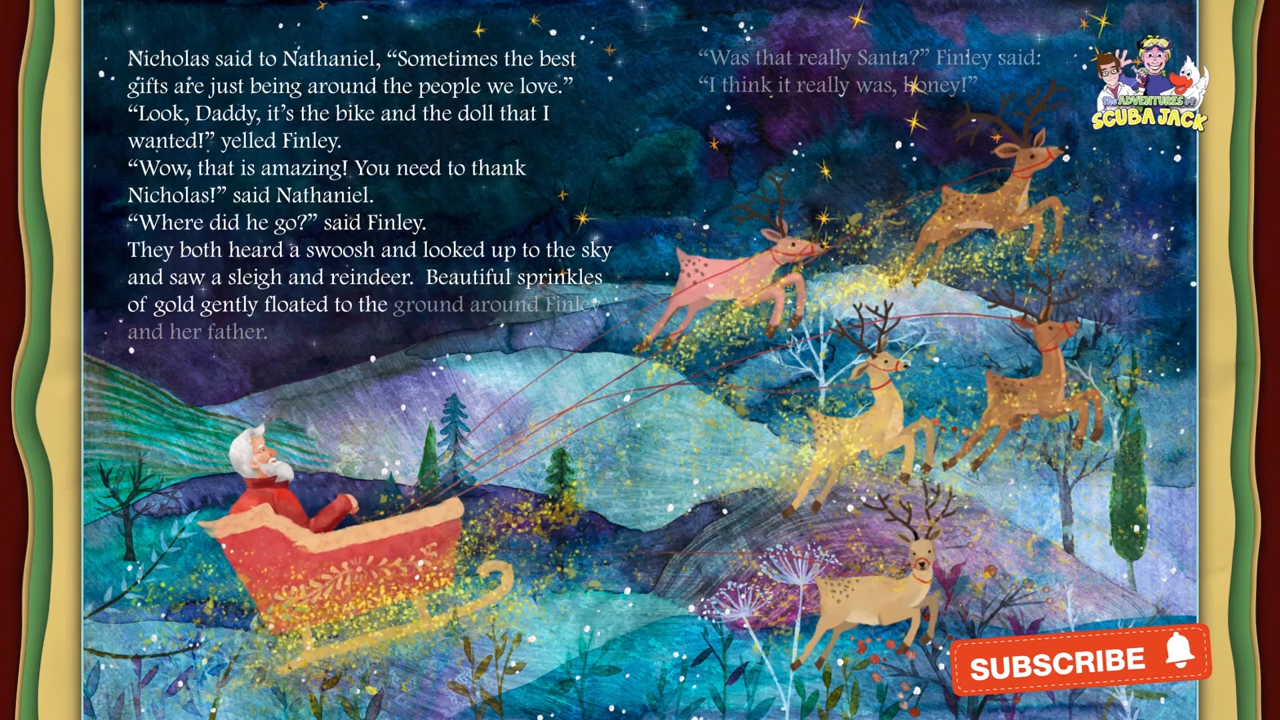 Nicholas said to Nathaniel, “Sometimes the best
gifts are just being around the people we love.”
“Look, Daddy, it’s the bike and the doll that I
wanted!” yelled Finley.
“Wow, that is amazing! You need to thank
Nicholas!” said Nathaniel.
“Where did he go?” said Finley.
They both heard a swoosh and looked up to the sky
and saw a sleigh and reindeer.  Beautiful sprinkles
of gold gently floated to the ground around Finley
and her father.
“Was that really Santa?” Finley said:
“I think it really was, honey!”
THE ADVENTURES OF
SCUBA JACK
SUBSCRIBE